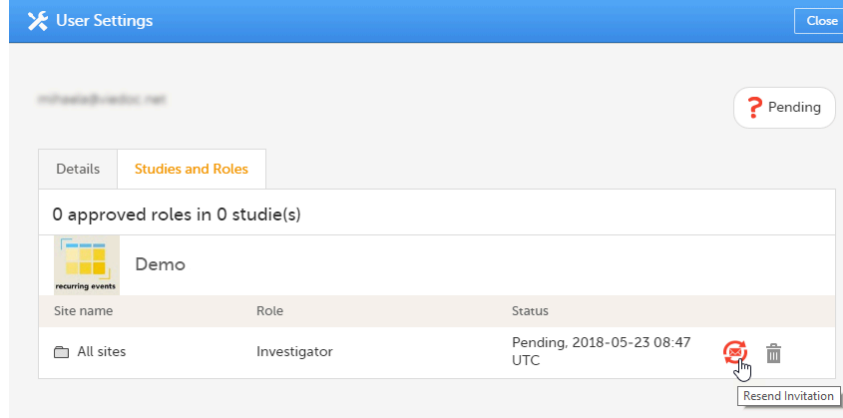 User Settings
Close
Pending
Details
Studies and Roles
0 approved roles in 0 studie(s)
recurring events
Demo
Site name
Role
Status
All sites
Investigator
Pending, 2018-05-23 08:47
UTC
Resend Invitation